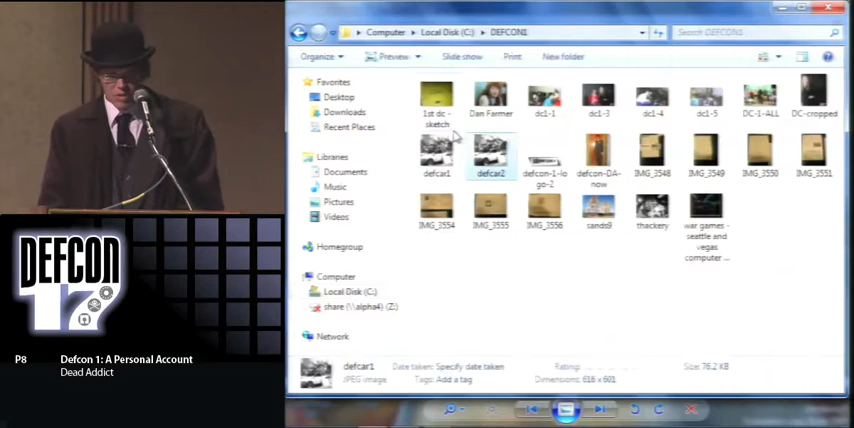 Computer Local Disk (C:) DEFCON1 Search DEFCON1
Organize Preview Slide show Print New folder
Favorites
Desktop
Downloads
Recent Places
Libraries
Documents
Music
Pictures
Videos
Homegroup
Computer
Local Disk (C:)
share (\\alpha4) (Z:)
Network
1st dc - sketch
Dan Farmer
dc1-1
dc1-3
dc1-4
dc1-5
DC-1-ALL
DC-cropped
defcar1
defcar2
defcon-1-lo
go-2
defcon-DA-
now
IMG_3548
IMG_3549
IMG_3550
IMG_3551
IMG_3554
IMG_3555
IMG_3556
sands9
thackery
war games -
seattle and
vegas
computer ...
defcar1 Date taken: Specify date taken Rating: Size: 76.2 KB
JPEG image Tags: Add a tag Dimensions: 616 x 601
DEFCON
17
P8 Defcon 1: A Personal Account
Dead Addict